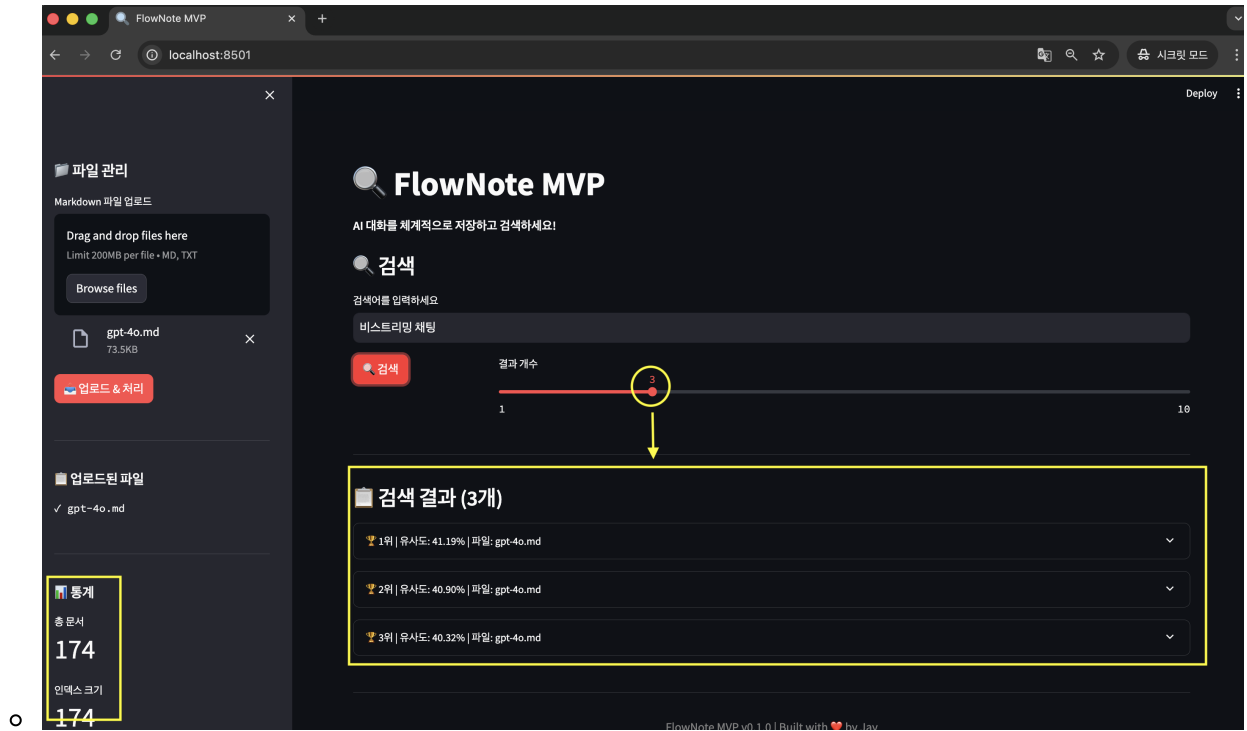 FlowNote MVP
localhost:8501
시크릿 모드
Deploy
파일 관리
Markdown 파일 업로드
Drag and drop files here
Limit 200MB per file • MD, TXT
Browse files
gpt-4o.md
73.5KB
업로드 & 처리
업로드된 파일
✓ gpt-4o.md
통계
총 문서
174
인덱스 크기
174
FlowNote MVP
AI 대화를 체계적으로 저장하고 검색하세요!
검색
검색어를 입력하세요
비스트리밍 채팅
검색
결과 개수
3
1
10
검색 결과 (3개)
1위 | 유사도: 41.19% | 파일: gpt-4o.md
2위 | 유사도: 40.90% | 파일: gpt-4o.md
3위 | 유사도: 40.32% | 파일: gpt-4o.md
FlowNote MVP v0.1.0 | Built with ❤️ by Jay